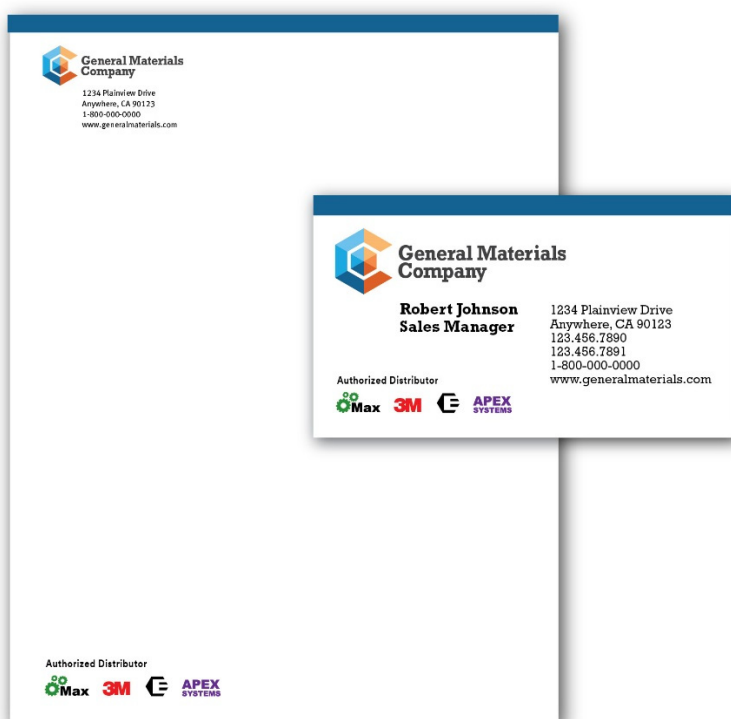 General Materials
Company
1234 Plainview Drive
Anywhere, CA 90123
1-800-000-0000
www.generalmaterials.com
General Materials
Company
Robert Johnson
Sales Manager
1234 Plainview Drive
Anywhere, CA 90123
123.456.7890
123.456.7891
1-800-000-0000
www.generalmaterials.com
Authorized Distributor
Max 3M APEX
SYSTEMS
Authorized Distributor
Max 3M APEX
SYSTEMS